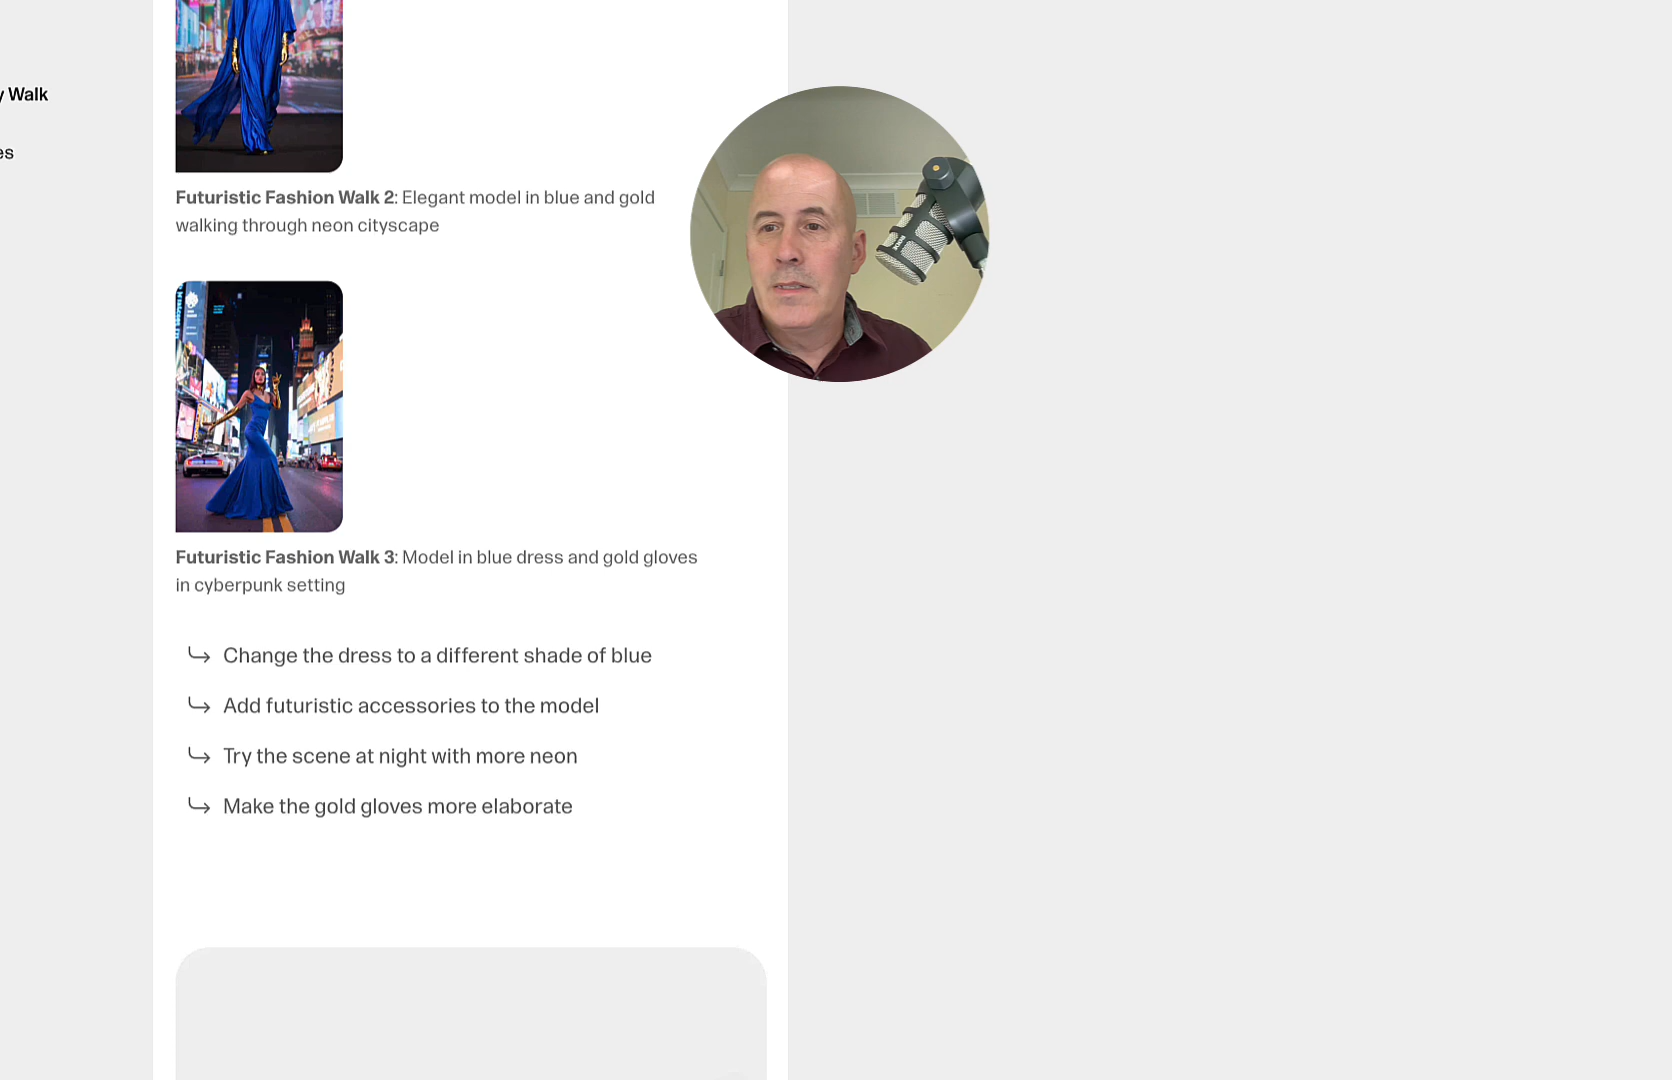 y Walk
es
Futuristic Fashion Walk 2: Elegant model in blue and gold
walking through neon cityscape
Futuristic Fashion Walk 3: Model in blue dress and gold gloves
in cyberpunk setting
Change the dress to a different shade of blue
Add futuristic accessories to the model
Try the scene at night with more neon
Make the gold gloves more elaborate